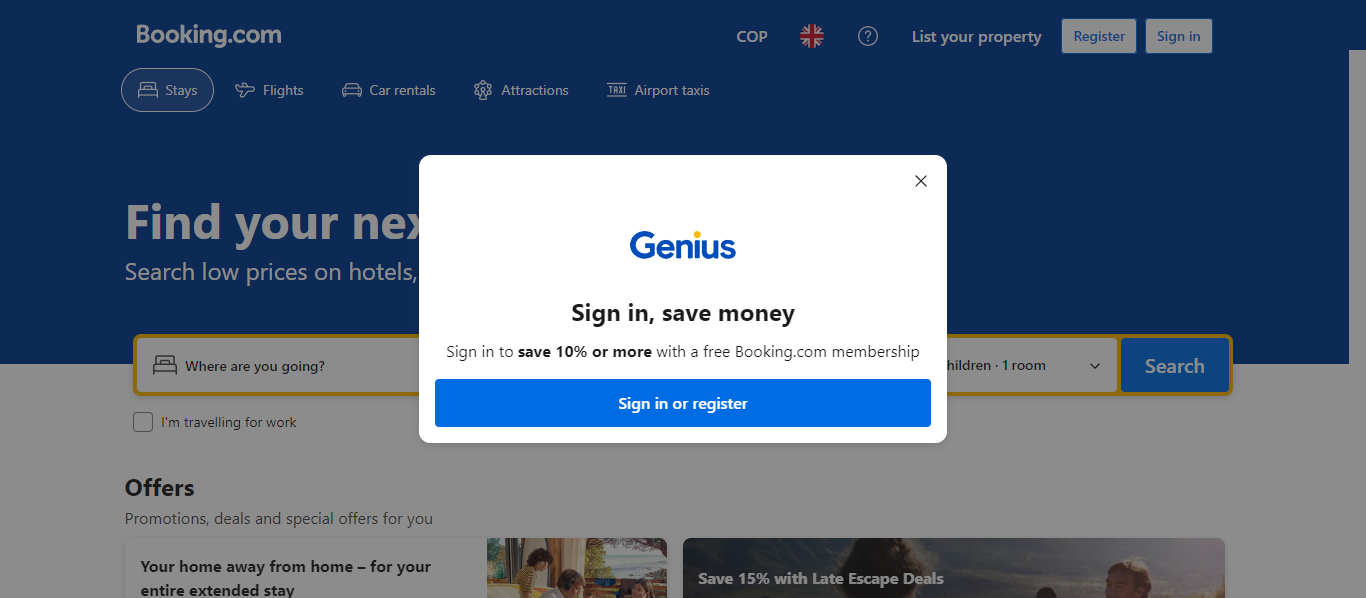 Booking.com
COP
List your property
Register
Sign in
Stays
Flights
Car rentals
Attractions
TAXI
Airport taxis
Find your
Search low prices on hotels,
Genius
Sign in, save money
Sign in to save 10% or more with a free Booking.com membership
Sign in or register
Where are you going?
1 room
Search
I'm travelling for work
Offers
Promotions, deals and special offers for you
Your home away from home – for your
entire extended stay
Save 15% with Late Escape Deals